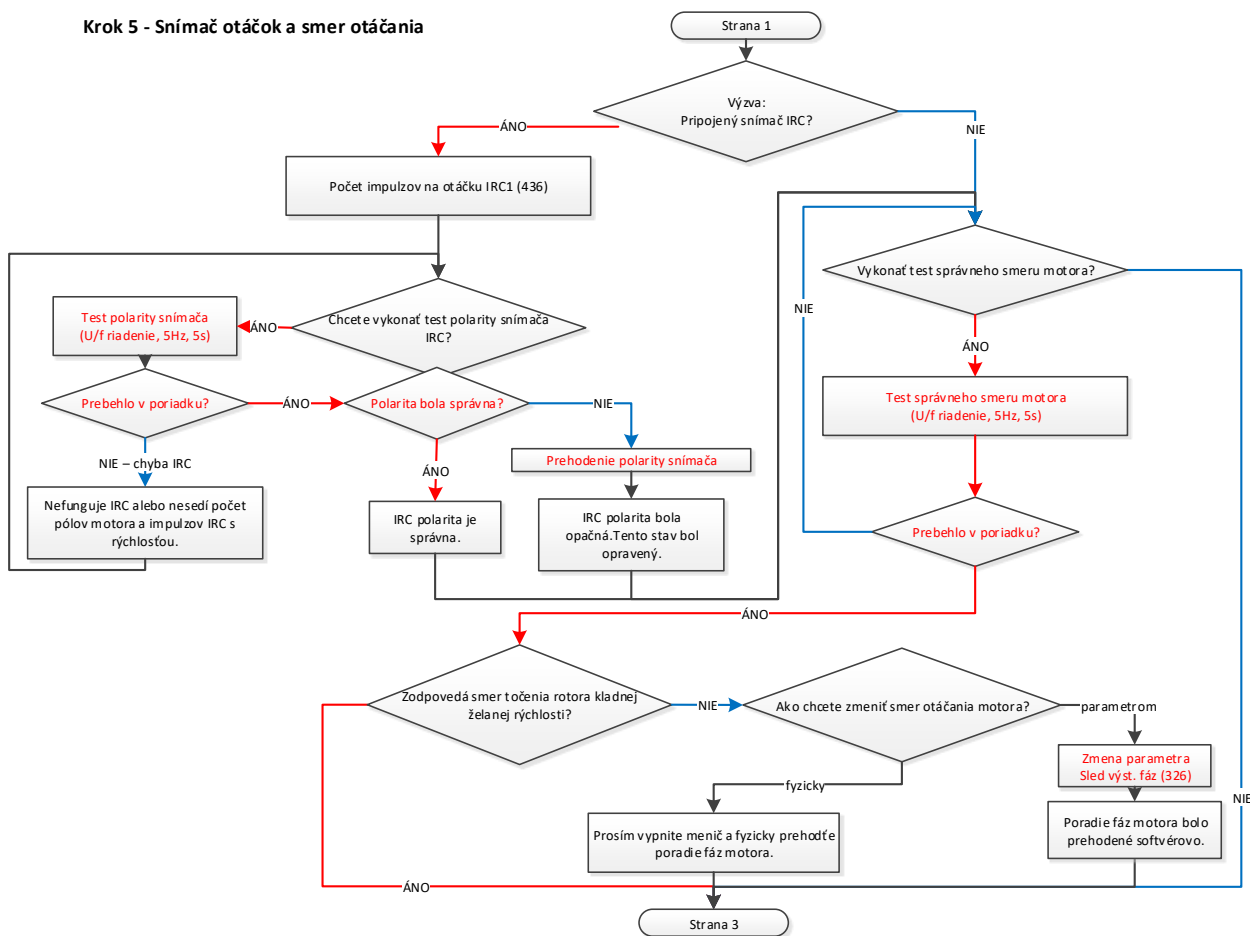 Krok 5 - Snímač otáčok a smer otáčania
Strana 1
Výzva:
Pripojený snímač IRC?
ÁNO
NIE
Počet impulzov na otáčku IRC1 (436)
Chcete vykonať test polarity snímača
IRC?
ÁNO
Test polarity snímača
(U/f riadenie, 5Hz, 5s)
Prebehlo v poriadku?
ÁNO
Polarita bola správna?
NIE
NIE – chyba IRC
Nefunguje IRC alebo nesedí počet
pólov motora a impulzov IRC s
rýchlosťou.
ÁNO
IRC polarita je
správna.
Prehodenie polarity snímača
IRC polarita bola
opačná.Tento stav bol
opravený.
Vykonať test správneho smeru motora?
NIE
NIE
ÁNO
Test správneho smeru motora
(U/f riadenie, 5Hz, 5s)
Prebehlo v poriadku?
ÁNO
Zodpovedá smer točenia rotora kladnej
želanej rýchlosti?
NIE
Ako chcete zmeniť smer otáčania motora?
parametrom
Zmena parametra
Sled výst. fáz (326)
fyzicky
NIE
Prosím vypnite menič a fyzicky prehoďte
poradie fáz motora.
Poradie fáz motora bolo
prehodené softvérovo.
ÁNO
Strana 3